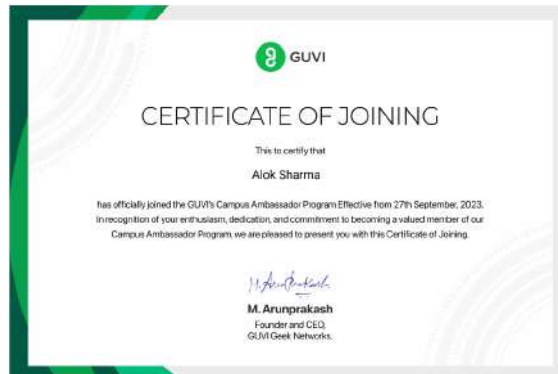 GUVI
CERTIFICATE OF JOINING
This to certify that
Alok Sharma
has officially joined the GUVI's Campus Ambassador Program Effective from 27th September, 2023.
In recognition of your enthusiasm, dedication, and commitment to becoming a valued member of our
Campus Ambassador Program, we are pleased to present you with this Certificate of Joining.
M. Arunprakash
M. Arunprakash
Founder and CEO,
GUVI Geek Networks.